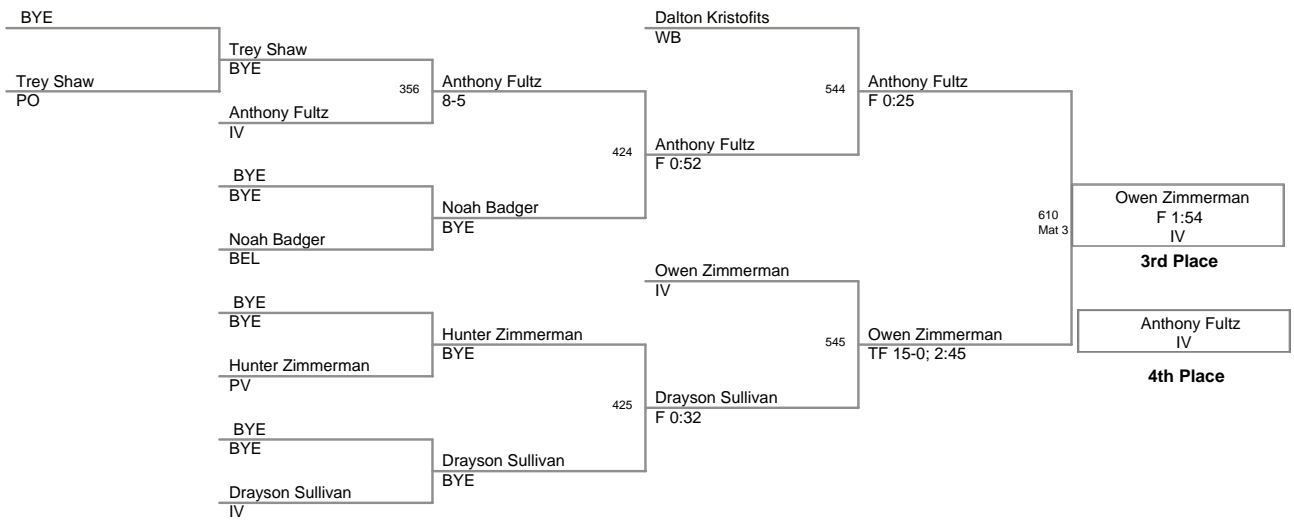 BYE
Trey Shaw
PO
Trey Shaw
BYE
Anthony Fultz
IV
BYE
BYE
Noah Badger
BEL
BYE
BYE
Hunter Zimmerman
PV
BYE
BYE
Drayson Sullivan
IV
356
Anthony Fultz
8-5
Noah Badger
BYE
Hunter Zimmerman
BYE
Drayson Sullivan
BYE
424
425
Dalton Kristofits
WB
Anthony Fultz
F 0:52
Owen Zimmerman
IV
Drayson Sullivan
F 0:32
544
545
Anthony Fultz
F 0:25
Owen Zimmerman
TF 15-0; 2:45
610
Mat 3
Owen Zimmerman
F 1:54
IV
3rd Place
Anthony Fultz
IV
4th Place